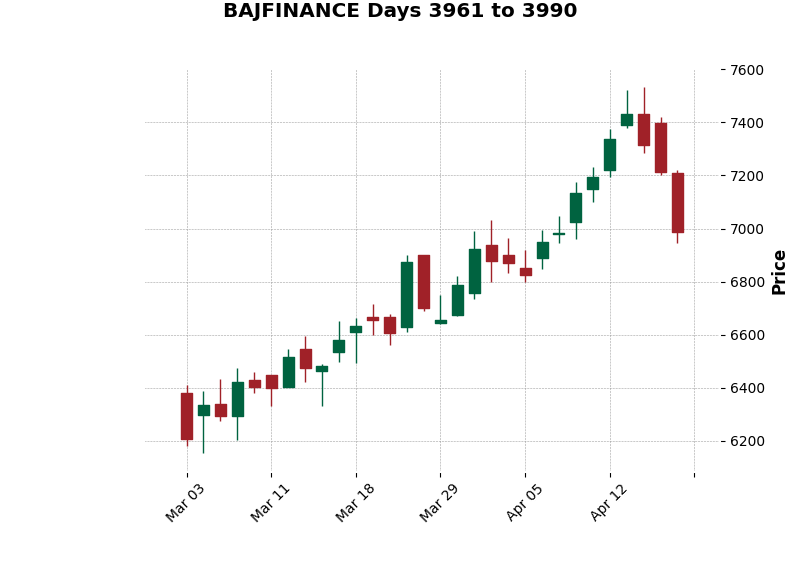 BAJFINANCE Days 3961 to 3990
7600
7400
7200
7000
6800
6600
6400
6200
Price
Mar 03
Mar 11
Mar 18
Mar 29
Apr 05
Apr 12